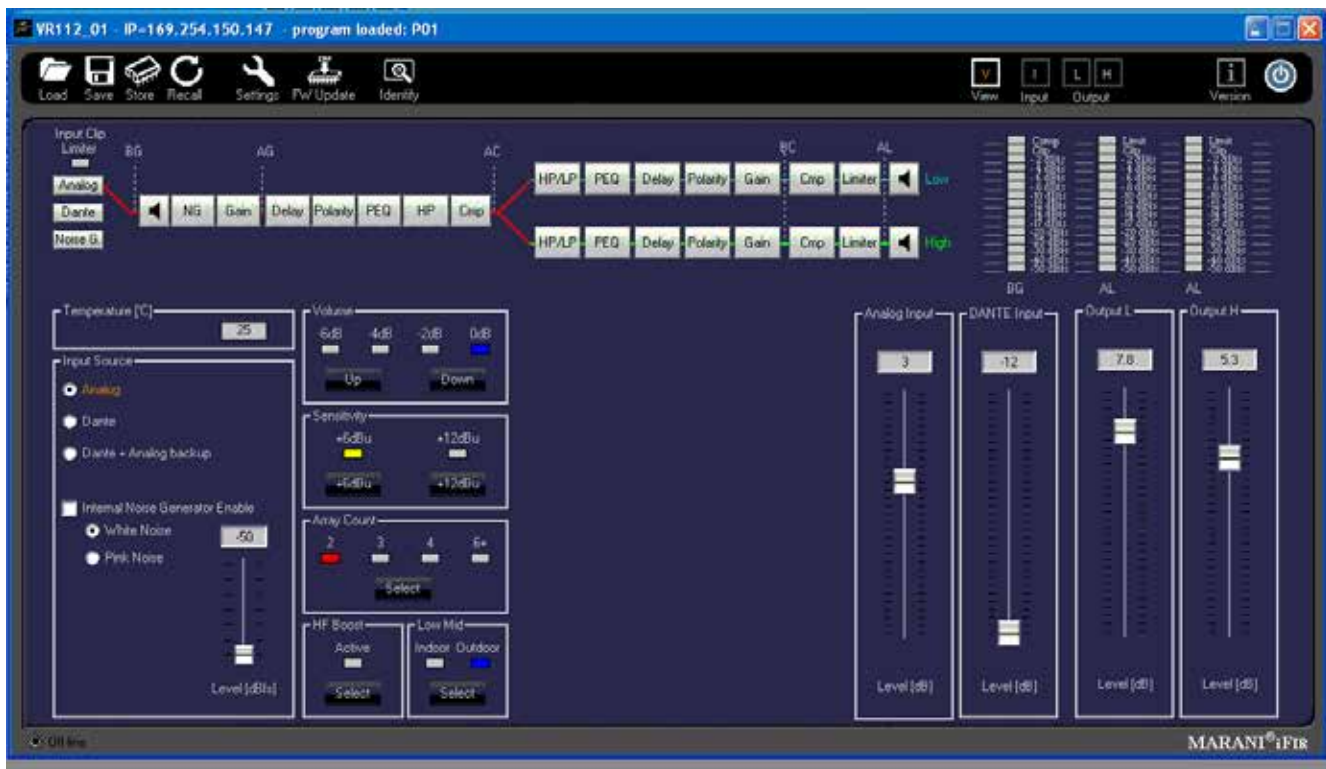 VR112_01 - IP=169.254.150.147 - program loaded: P01
Load Save Store Recall Settings FW Update Identify View Input Output Version
V I L H i
Input Clip
Limiter
BG AG AC BC AL
Analog
Dante
Noise G.
NG Gain Delay Polarity PEQ HP Cmp
HP/LP PEQ Delay Polarity Gain Cmp Limiter Low
HP/LP PEQ Delay Polarity Gain Cmp Limiter High
Comp Limit Limit
Clip Clip Clip
BG AL AL
Temperature [°C]
25
Input Source
Analog
Dante
Dante + Analog backup
Internal Noise Generator Enable
White Noise
Pink Noise
-50
Level [dBfs]
Volume
-6dB -4dB -2dB 0dB
Up Down
Sensitivity
+6dBu +12dBu
+6dBu +12dBu
Array Count
2 3 4 6+
Select
HF Boost
Active
Select
Low Mid
Indoor Outdoor
Select
Analog Input
3
Level [dB]
DANTE Input
-12
Level [dB]
Output L
7.8
Level [dB]
Output H
5.3
Level [dB]
Off line
MARANI® iFIR